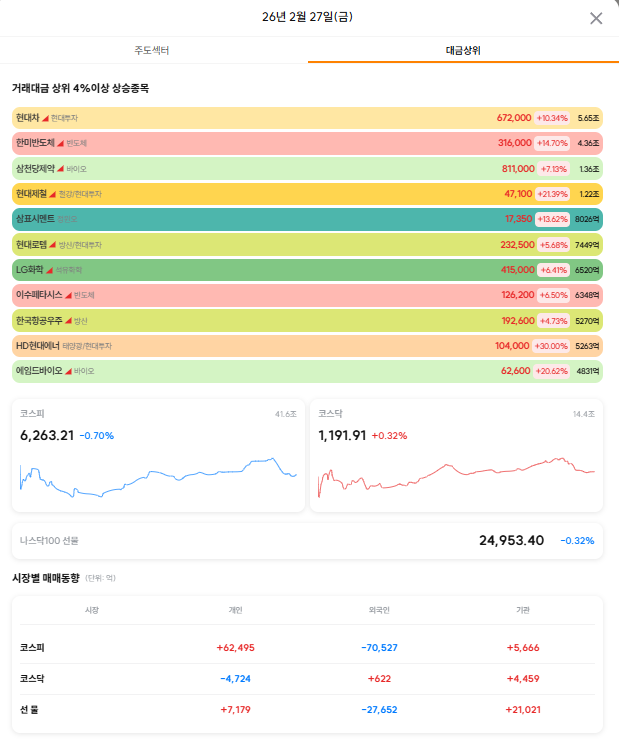 26년 2월 27일(금)
주도섹터 대금상위
거래대금 상위 4%이상 상승종목
현대차 현대투자 672,000 +10.34% 5.65조
한미반도체 반도체 316,000 +14.70% 4.36조
삼천당제약 바이오 811,000 +7.13% 1.36조
현대제철 철강/현대투자 47,100 +21.39% 1.22조
삼표시멘트 17,350 +13.62% 8026억
현대로템 방산/현대투자 232,500 +5.68% 7449억
LG화학 석유화학 415,000 +6.41% 6520억
이수페타시스 반도체 126,200 +6.50% 6348억
한국항공우주 방산 192,600 +4.73% 5270억
HD현대에너 태양광/현대투자 104,000 +30.00% 5263억
에임드바이오 바이오 62,600 +20.62% 4831억
코스피 41.6조
6,263.21 -0.70%
코스닥 14.4조
1,191.91 +0.32%
나스닥100 선물 24,953.40 -0.32%
시장별 매매동향 (단위: 억)
시장 개인 외국인 기관
코스피 +62,495 -70,527 +5,666
코스닥 -4,724 +622 +4,459
선 물 +7,179 -27,652 +21,021